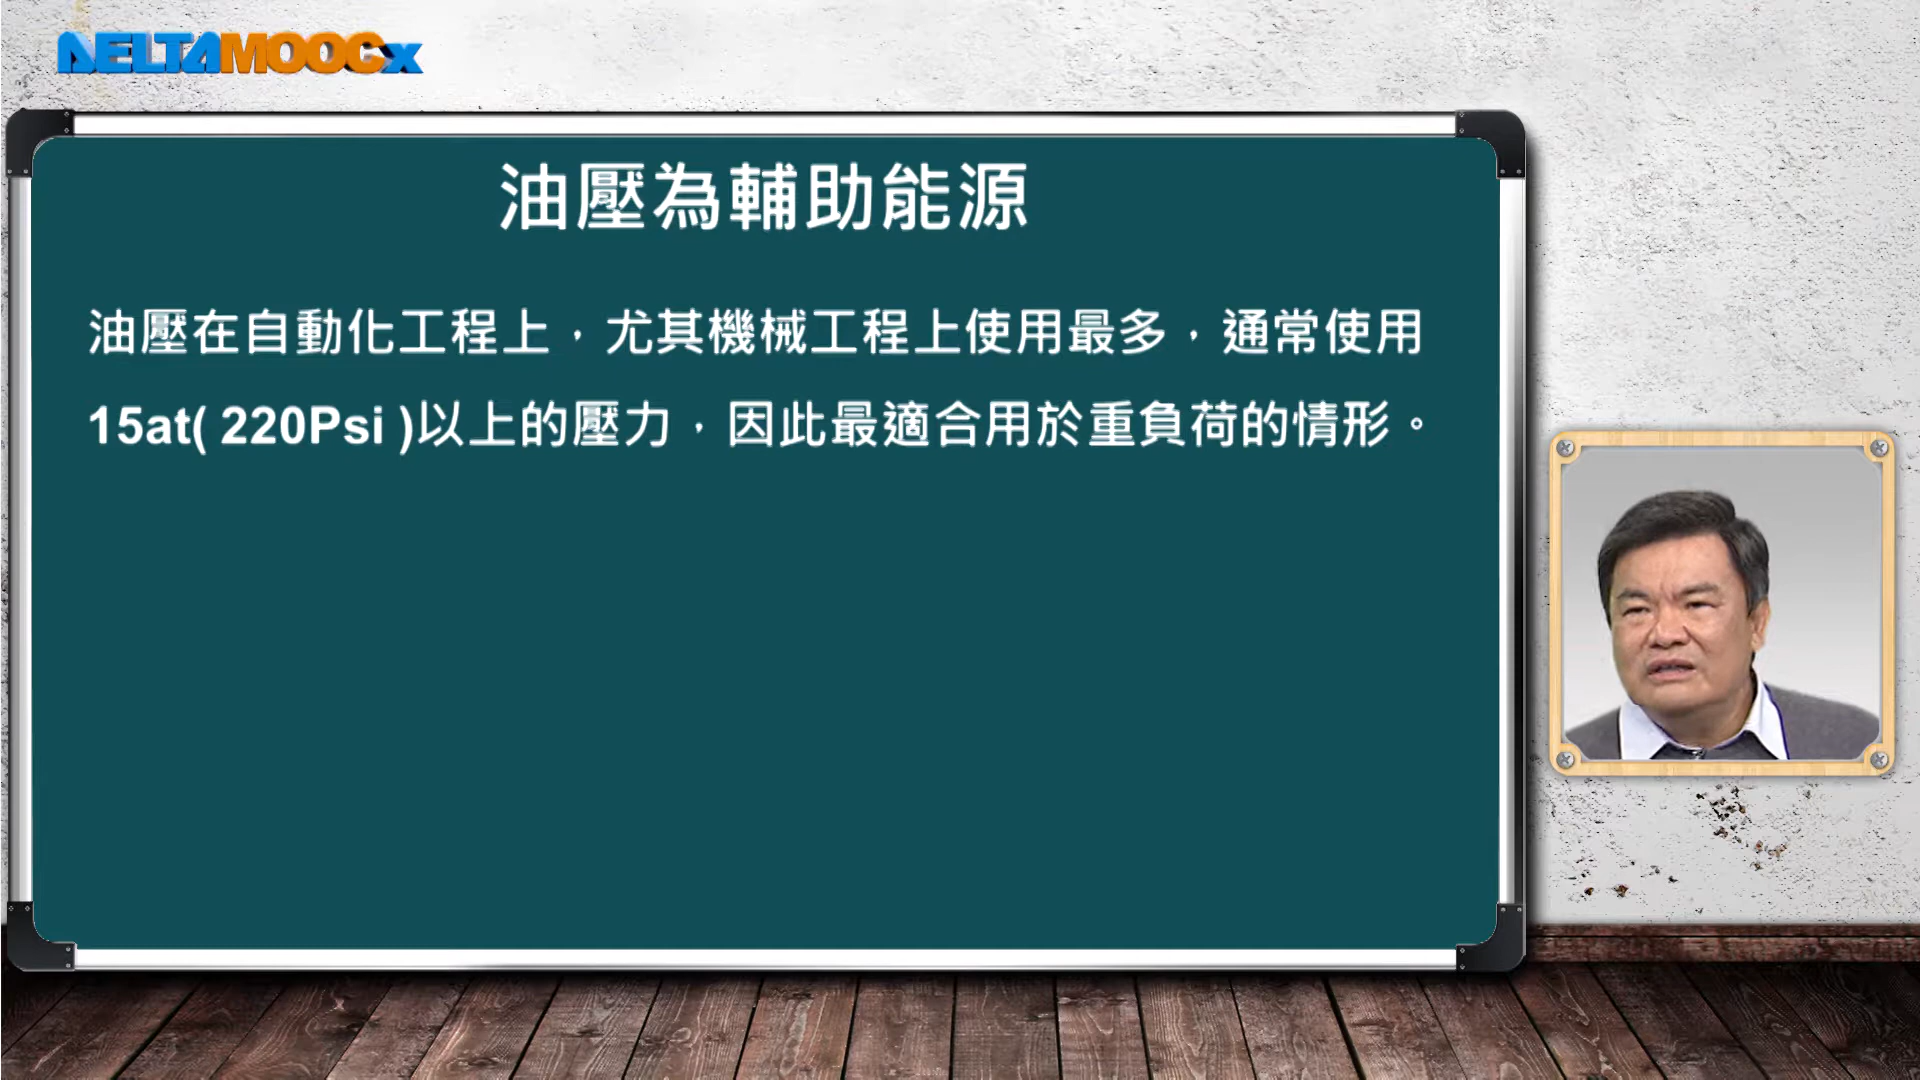 DELTAMOOCx
油壓為輔助能源
油壓在自動化工程上，尤其機械工程上使用最多，通常使用
15at( 220Psi )以上的壓力，因此最適合用於重負荷的情形。